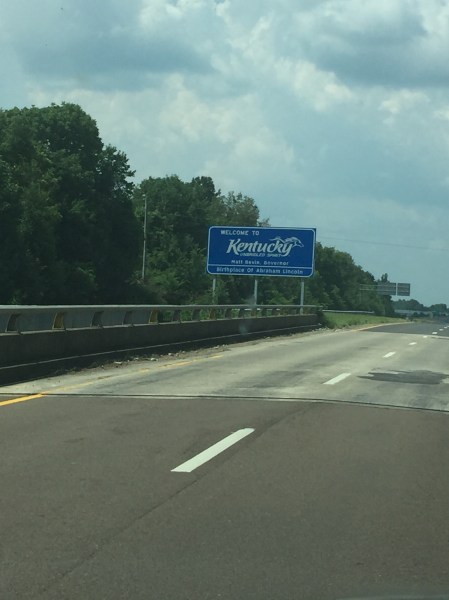 WELCOME TO
Kentucky
UNBRIDLED SPIRIT
Matt Bevin, Governor
Birthplace Of Abraham Lincoln